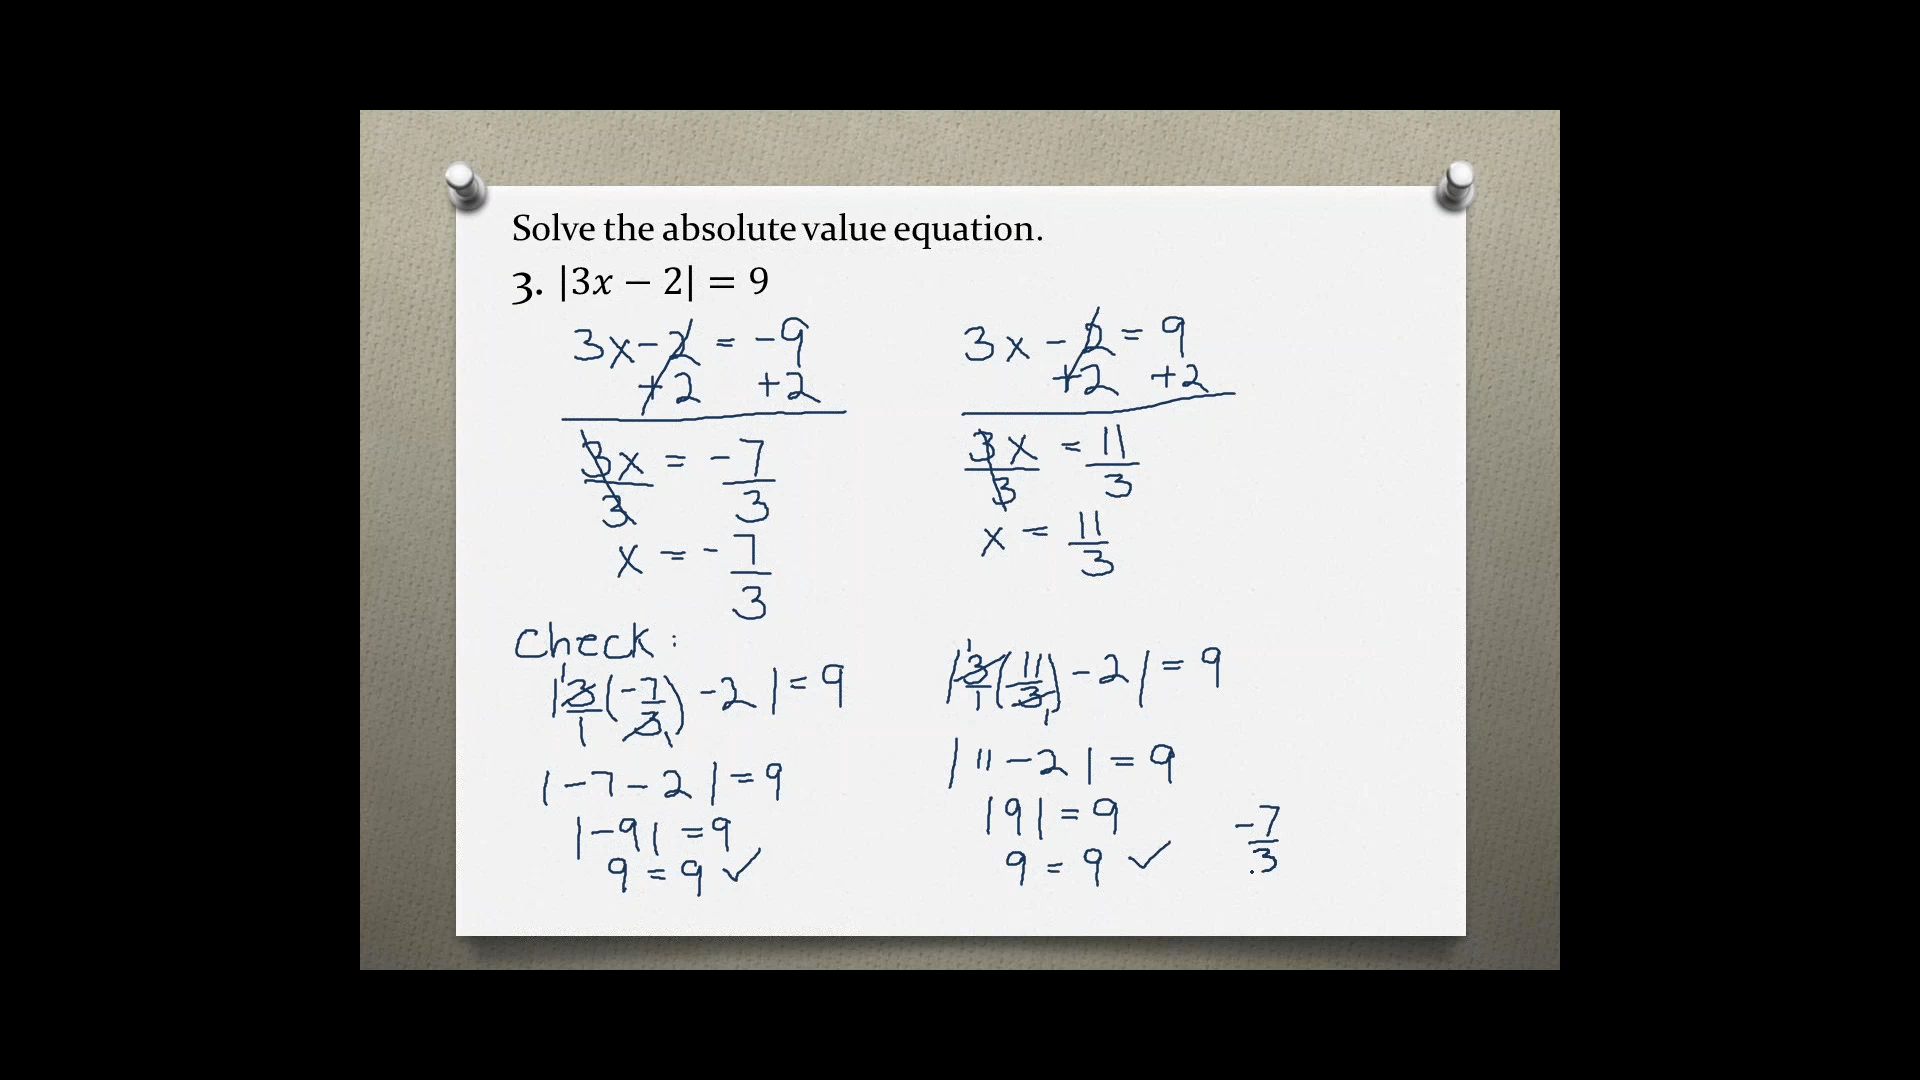 Solve the absolute value equation.
3. |3x − 2| = 9
3x - 2 = -9
+2 +2
3x = -7
3 3
x = - 7
3
3x - 2 = 9
+2 +2
3x = 11
3 3
x = 11
3
Check:
|3/1 (-7/3) - 2| = 9
|-7 - 2| = 9
|-9| = 9
9 = 9 ✓
|3/1 (11/3) - 2| = 9
|11 - 2| = 9
|9| = 9
9 = 9 ✓
-7
3